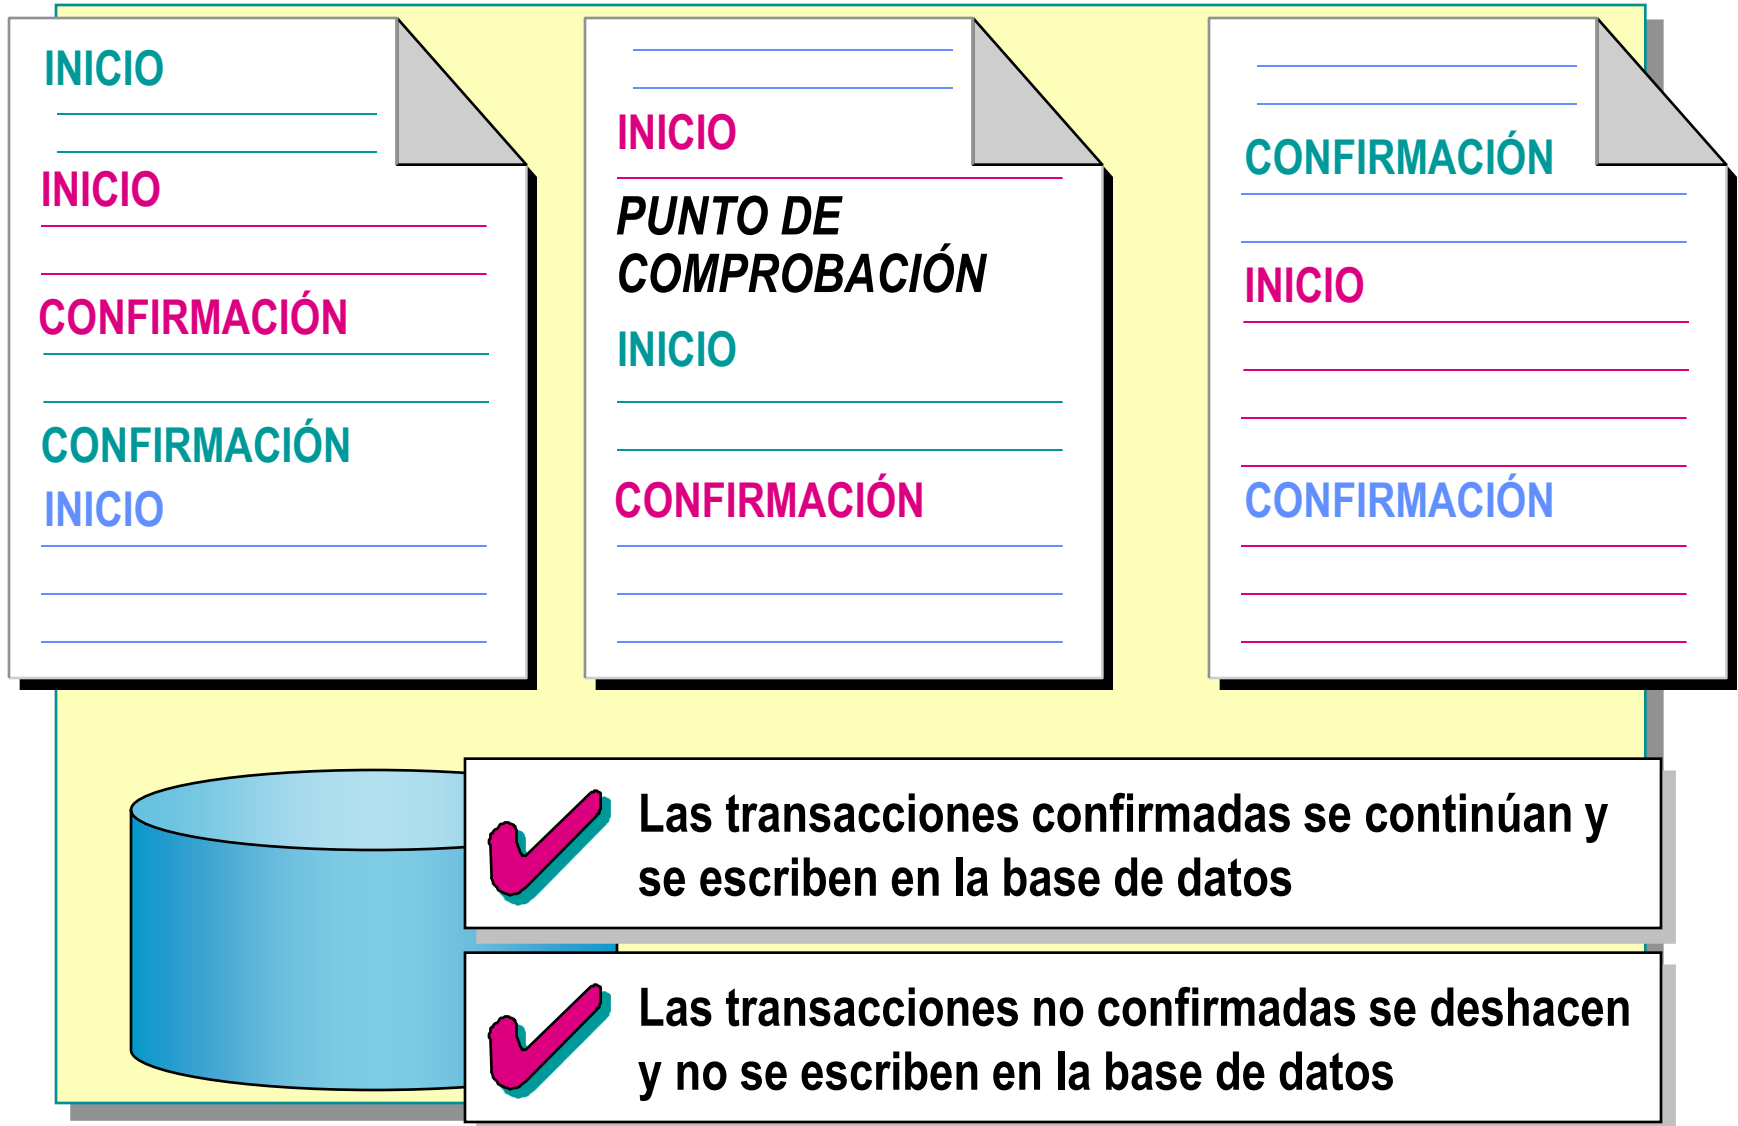 INICIO
INICIO
CONFIRMACIÓN
CONFIRMACIÓN
INICIO
INICIO
PUNTO DE
COMPROBACIÓN
INICIO
CONFIRMACIÓN
CONFIRMACIÓN
INICIO
CONFIRMACIÓN
Las transacciones confirmadas se continúan y
se escriben en la base de datos
Las transacciones no confirmadas se deshacen
y no se escriben en la base de datos